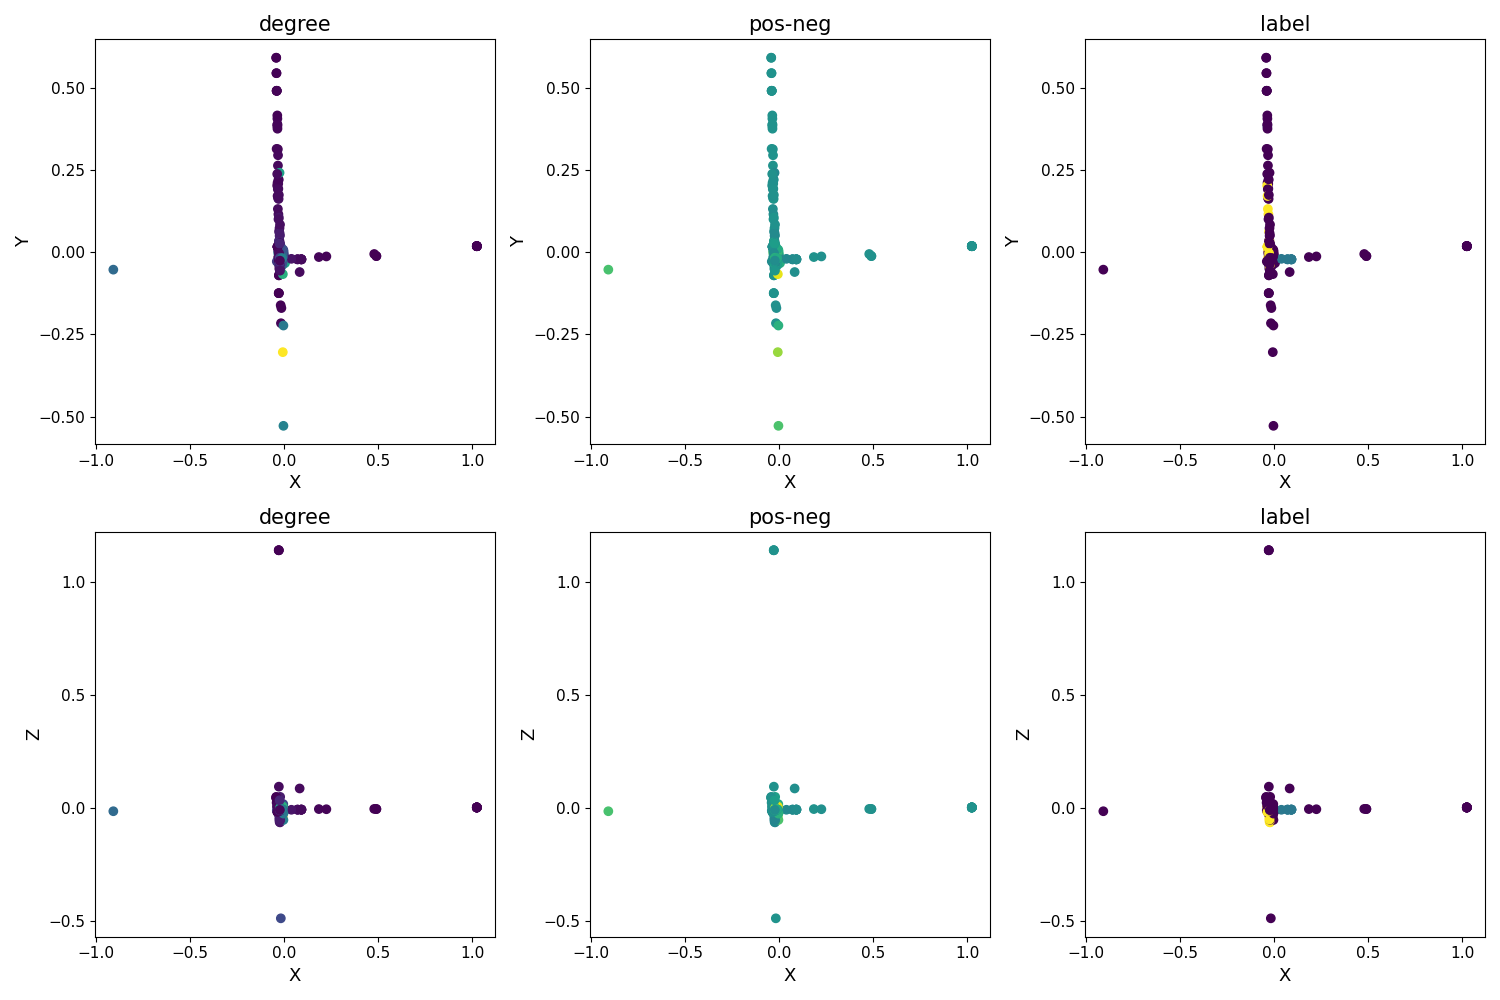 degree pos-neg label
0.50 0.50 0.50
0.25 0.25 0.25
Y 0.00 Y 0.00 Y 0.00
−0.25 −0.25 −0.25
−0.50 −0.50 −0.50
−1.0 −0.5 0.0 0.5 1.0 −1.0 −0.5 0.0 0.5 1.0 −1.0 −0.5 0.0 0.5 1.0
X X X
degree pos-neg label
1.0 1.0 1.0
0.5 0.5 0.5
Z Z Z
0.0 0.0 0.0
−0.5 −0.5 −0.5
−1.0 −0.5 0.0 0.5 1.0 −1.0 −0.5 0.0 0.5 1.0 −1.0 −0.5 0.0 0.5 1.0
X X X